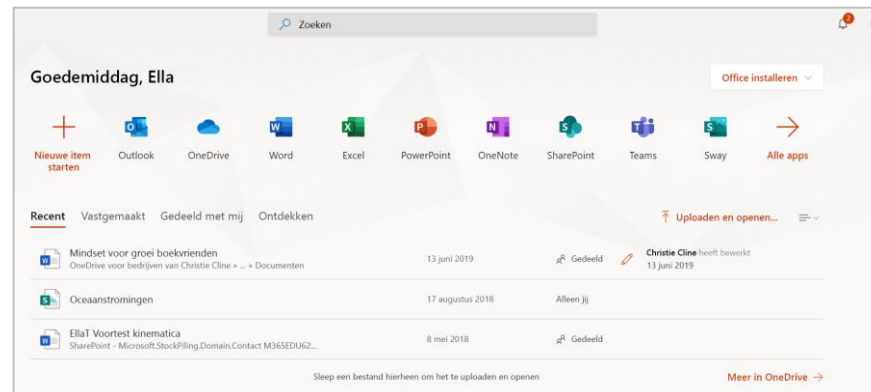 Zoeken
2
Goedemiddag, Ella
Office installeren
Nieuwe item starten
Outlook
OneDrive
Word
Excel
PowerPoint
OneNote
SharePoint
Teams
Sway
Alle apps
Recent
Vastgemaakt
Gedeeld met mij
Ontdekken
Uploaden en openen...
Mindset voor groei boekvrienden
OneDrive voor bedrijven van Christie Cline » ... » Documenten
13 juni 2019
Gedeeld
Christie Cline heeft bewerkt
13 juni 2019
Oceaanstromingen
17 augustus 2018
Alleen jij
EllaT Voortest kinematica
SharePoint - Microsoft.StockPiling.Domain.Contact M365EDU62...
8 mei 2018
Gedeeld
Sleep een bestand hierheen om het te uploaden en openen
Meer in OneDrive